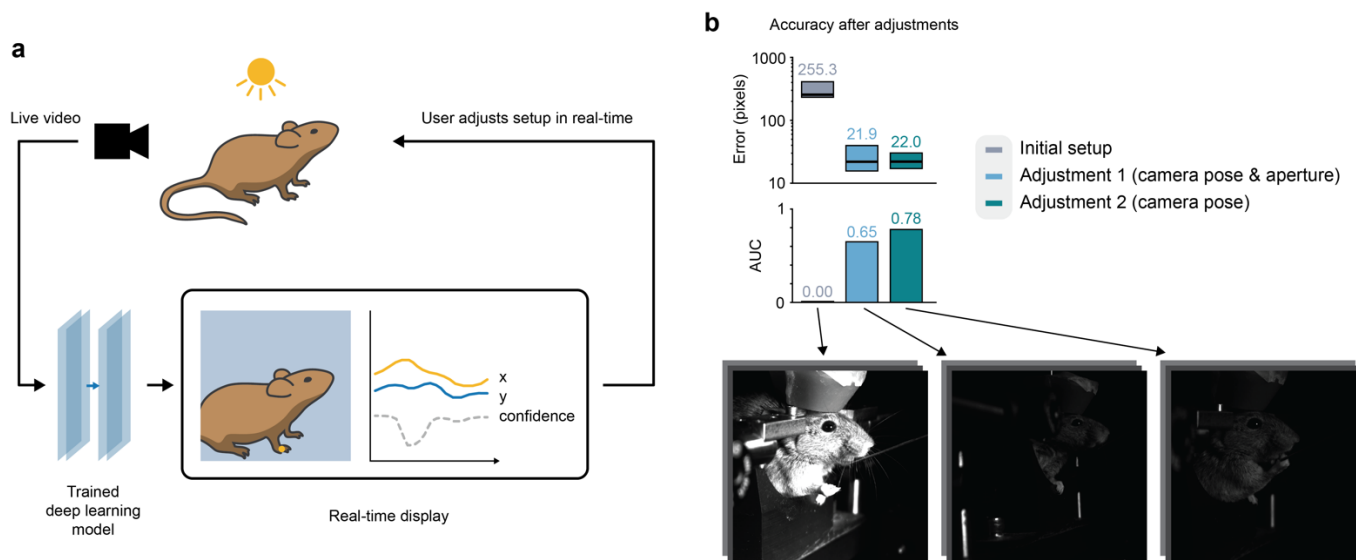 a
Live video
User adjusts setup in real-time
x
y
confidence
Trained
deep learning
model
Real-time display
b
Accuracy after adjustments
Error (pixels)
1000
100
10
255.3
21.9
22.0
Initial setup
Adjustment 1 (camera pose & aperture)
Adjustment 2 (camera pose)
AUC
1
0
0.00
0.65
0.78